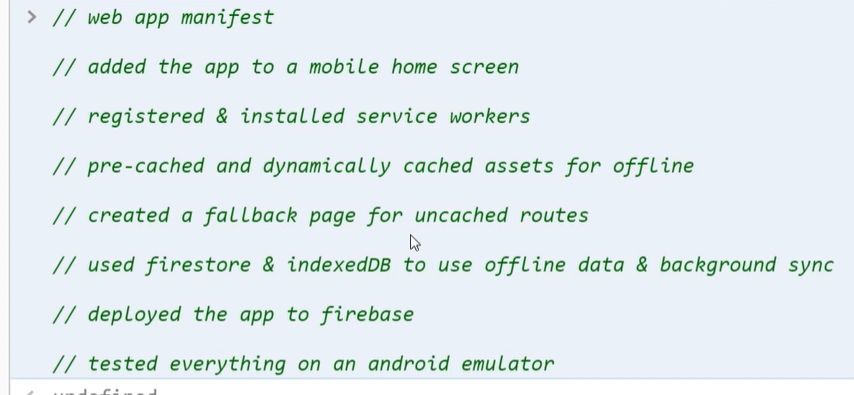 > // web app manifest
// added the app to a mobile home screen
// registered & installed service workers
// pre-cached and dynamically cached assets for offline
// created a fallback page for uncached routes
// used firestore & indexedDB to use offline data & background sync
// deployed the app to firebase
// tested everything on an android emulator
undefined